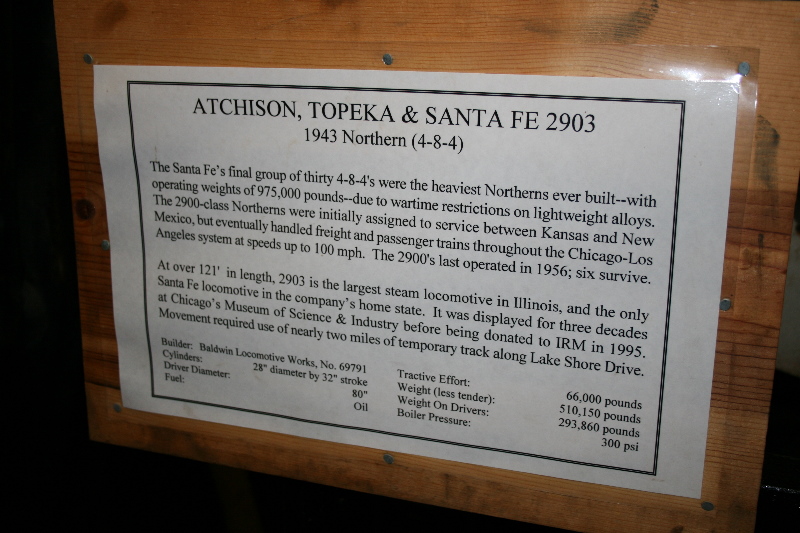 ATCHISON, TOPEKA & SANTA FE 2903
1943 Northern (4-8-4)
The Santa Fe's final group of thirty 4-8-4's were the heaviest Northerns ever built--with
operating weights of 975,000 pounds--due to wartime restrictions on lightweight alloys.
The 2900-class Northerns were initially assigned to service between Kansas and New
Mexico, but eventually handled freight and passenger trains throughout the Chicago-Los
Angeles system at speeds up to 100 mph. The 2900's last operated in 1956; six survive.
At over 121' in length, 2903 is the largest steam locomotive in Illinois, and the only
Santa Fe locomotive in the company's home state. It was displayed for three decades
at Chicago's Museum of Science & Industry before being donated to IRM in 1995.
Movement required use of nearly two miles of temporary track along Lake Shore Drive.
Builder: Baldwin Locomotive Works, No. 69791
Cylinders: 28" diameter by 32" stroke
Driver Diameter: 80"
Fuel: Oil
Tractive Effort: 66,000 pounds
Weight (less tender): 510,150 pounds
Weight On Drivers: 293,860 pounds
Boiler Pressure: 300 psi